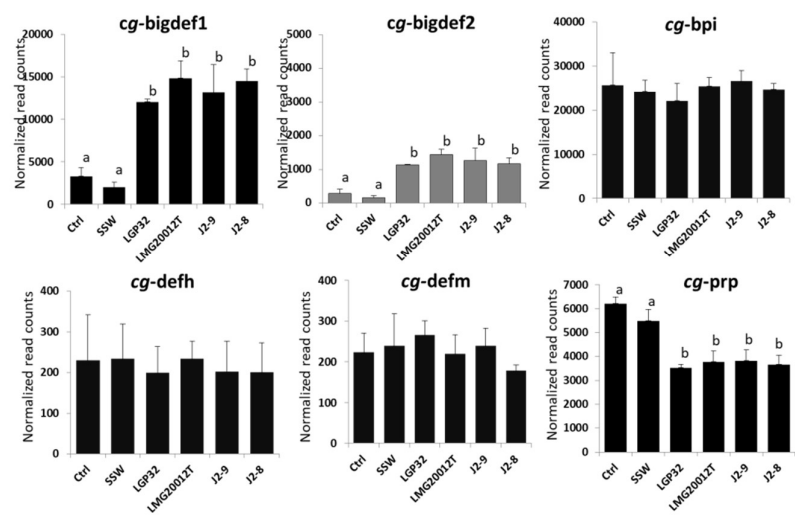 cg-bigdef1
Normalized read counts
20000
15000
10000
5000
0
a
a
b
b
b
b
Ctrl
SSW
LGP32
LMG20012T
J2-9
J2-8
cg-bigdef2
Normalized read counts
5000
3000
2000
1000
0
a
a
b
b
b
b
Ctrl
SSW
LGP32
LMG20012T
J2-9
J2-8
cg-bpi
Normalized read counts
40000
30000
20000
10000
0
Ctrl
SSW
LGP32
LMG20012T
J2-9
J2-8
cg-defh
Normalized read counts
400
300
200
100
0
Ctrl
SSW
LGP32
LMG20012T
J2-9
J2-8
cg-defm
Normalized read counts
400
300
200
100
0
Ctrl
SSW
LGP32
LMG20012T
J2-9
J2-8
cg-prp
Normalized read counts
7000
6000
5000
4000
3000
2000
1000
0
a
a
b
b
b
b
Ctrl
SSW
LGP32
LMG20012T
J2-9
J2-8